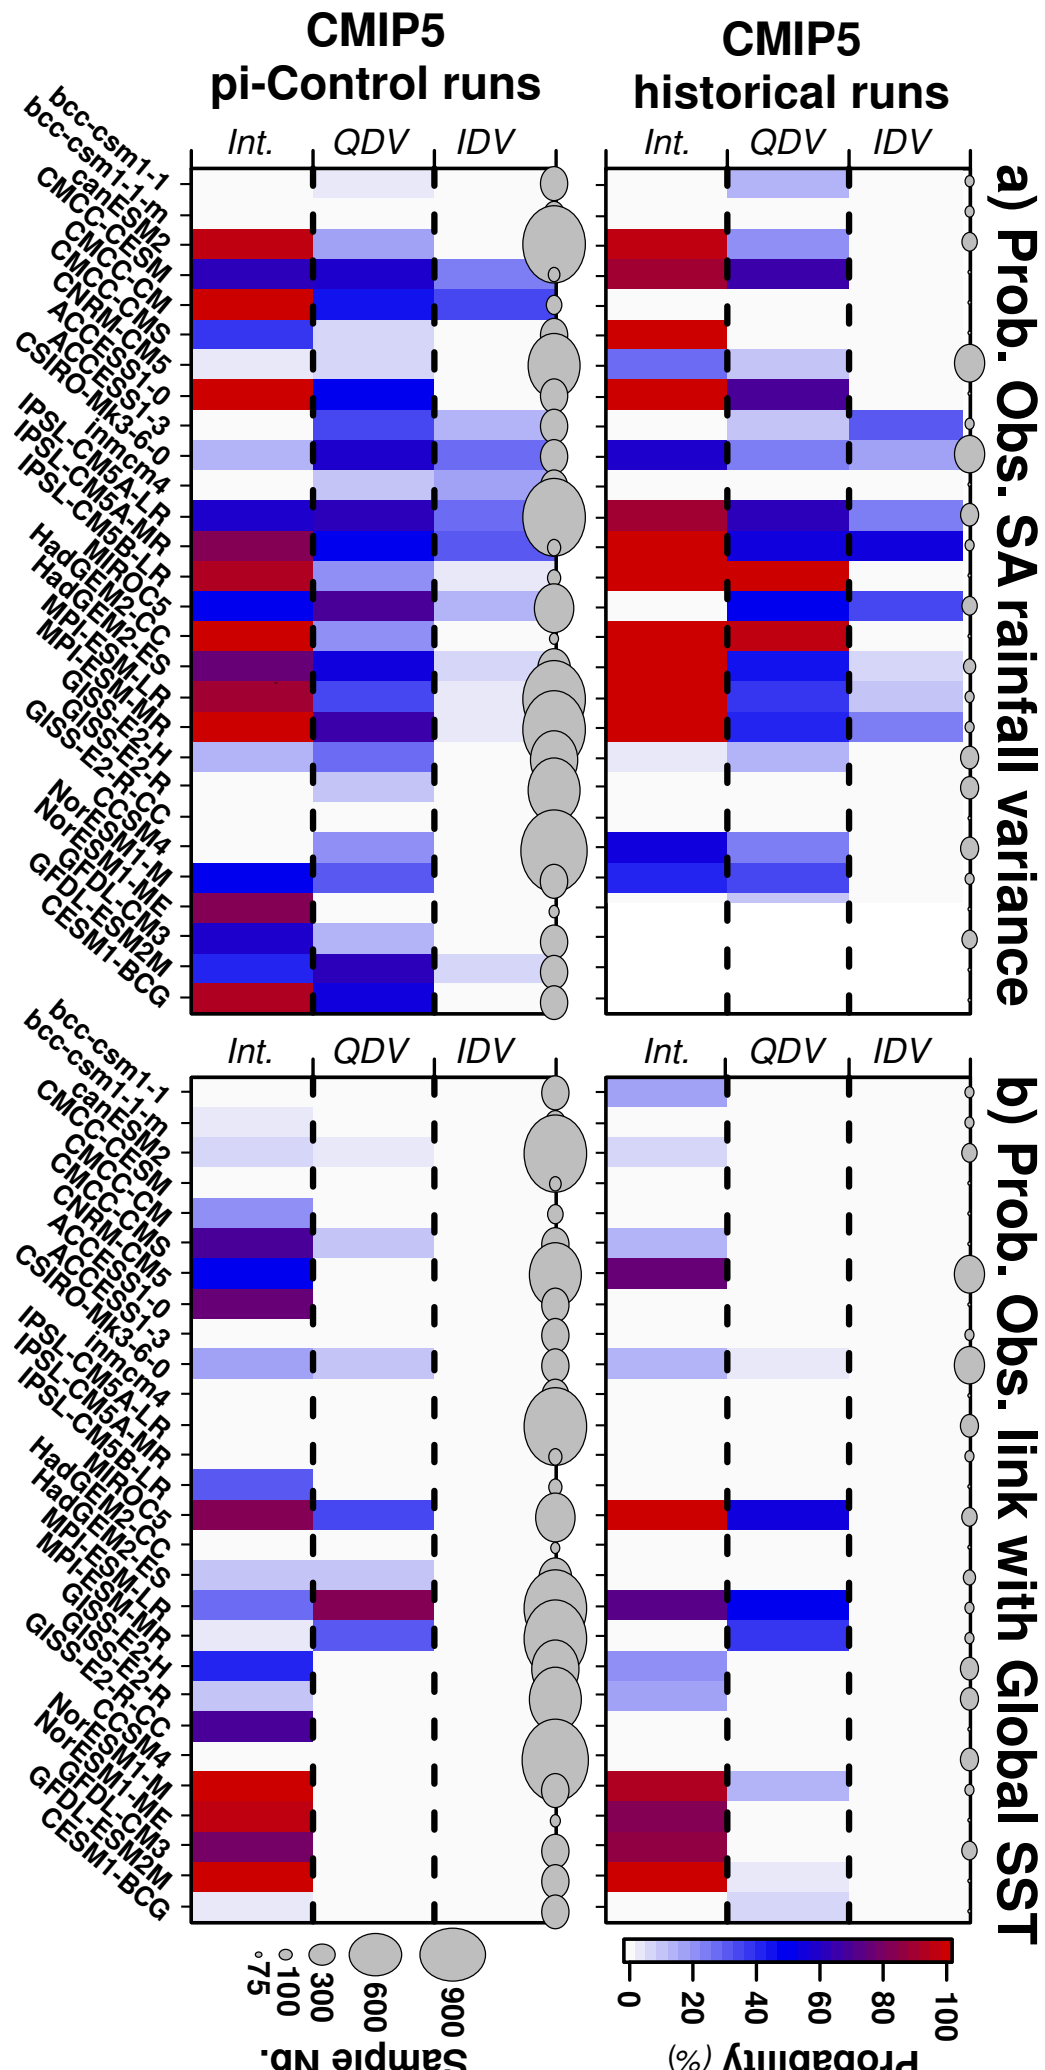 CMIP5
pi-Control runs
CMIP5
historical runs
Int.
QDV
IDV
Int.
QDV
IDV
a) Prob. Obs. SA rainfall variance
bcc-csm1-1
bcc-csm1-1-m
canESM2
CMCC-CESM
CMCC-CM
CMCC-CMS
CNRM-CM5
ACCESS1-0
ACCESS1-3
CSIRO-Mk3-6-0
inmcm4
IPSL-CM5A-LR
IPSL-CM5A-MR
IPSL-CM5B-LR
MIROC5
HadGEM2-CC
HadGEM2-ES
MPI-ESM-LR
MPI-ESM-MR
GISS-E2-H
GISS-E2-R
GISS-E2-R-CC
CCSM4
NorESM1-M
NorESM1-ME
GFDL-CM3
GFDL-ESM2M
CESM1-BCG
Int.
QDV
IDV
Int.
QDV
IDV
b) Prob. Obs. link with Global SST
bcc-csm1-1
bcc-csm1-1-m
canESM2
CMCC-CESM
CMCC-CM
CMCC-CMS
CNRM-CM5
ACCESS1-0
ACCESS1-3
CSIRO-Mk3-6-0
inmcm4
IPSL-CM5A-LR
IPSL-CM5A-MR
IPSL-CM5B-LR
MIROC5
HadGEM2-CC
HadGEM2-ES
MPI-ESM-LR
MPI-ESM-MR
GISS-E2-H
GISS-E2-R
GISS-E2-R-CC
CCSM4
NorESM1-M
NorESM1-ME
GFDL-CM3
GFDL-ESM2M
CESM1-BCG
75
100
300
600
900
Sample Nb.
0
20
40
60
80
100
Probability (%)